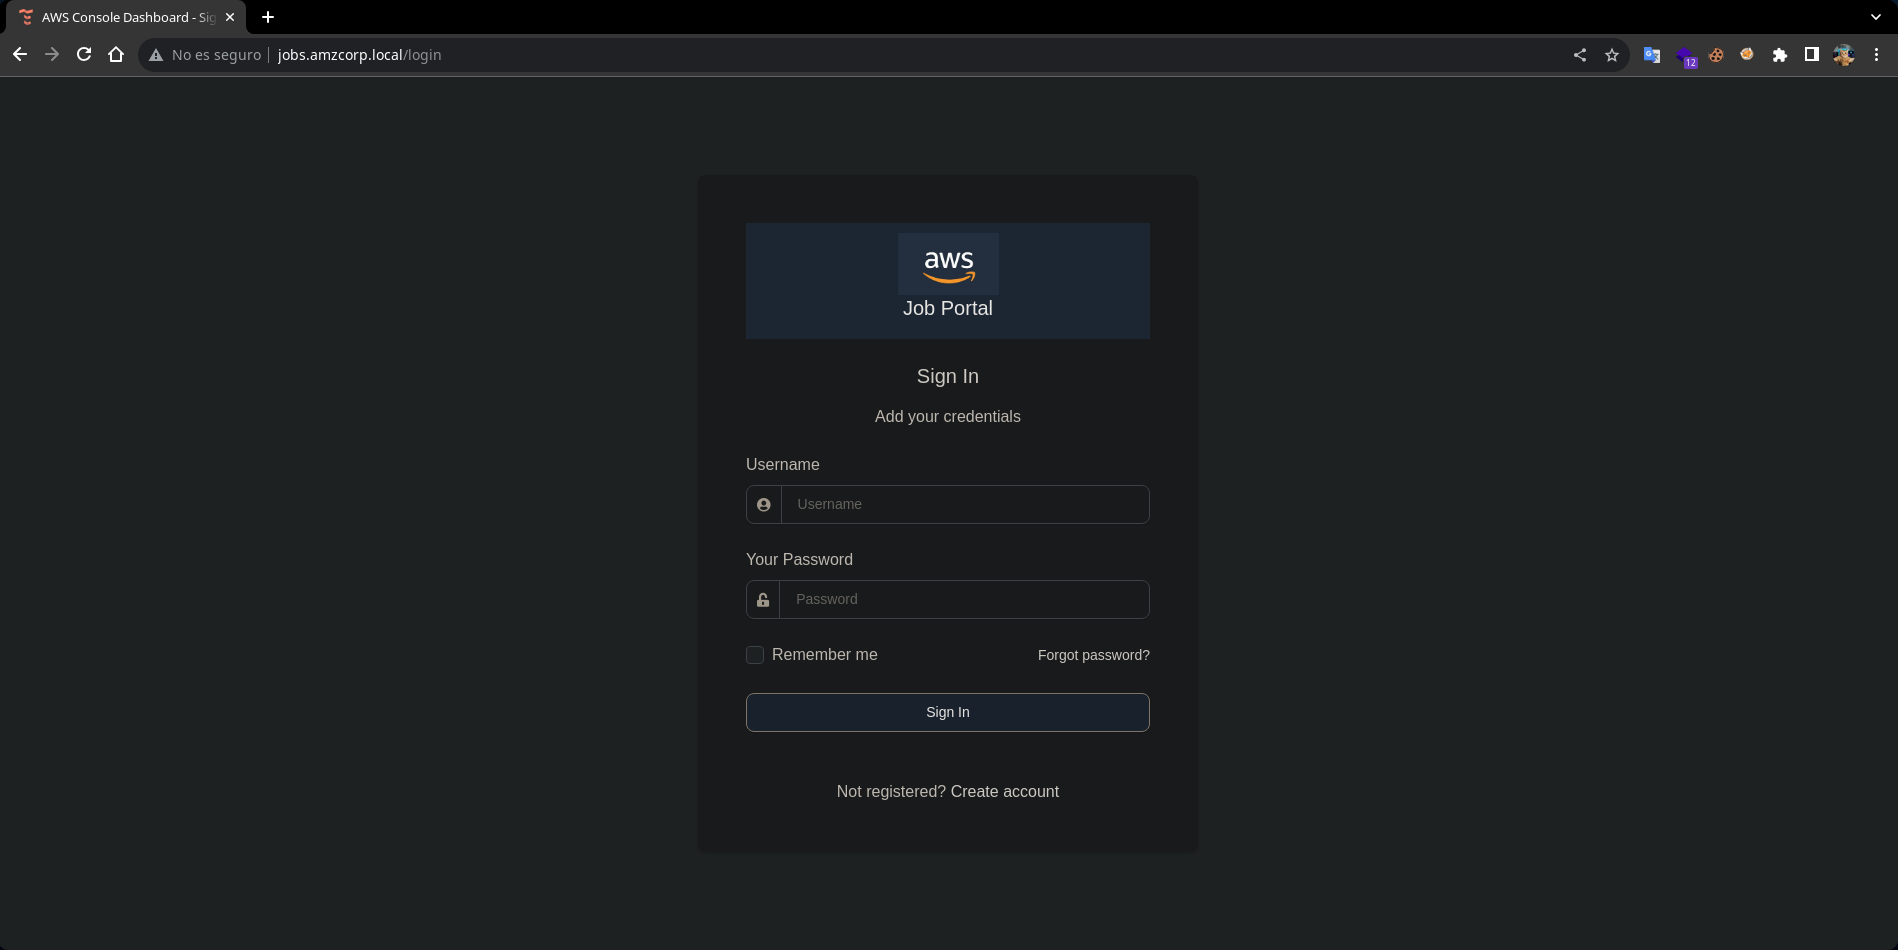 AWS Console Dashboard - Sig
No es seguro jobs.amzcorp.local/login
12
aws
Job Portal
Sign In
Add your credentials
Username
Username
Your Password
Password
Remember me Forgot password?
Sign In
Not registered? Create account